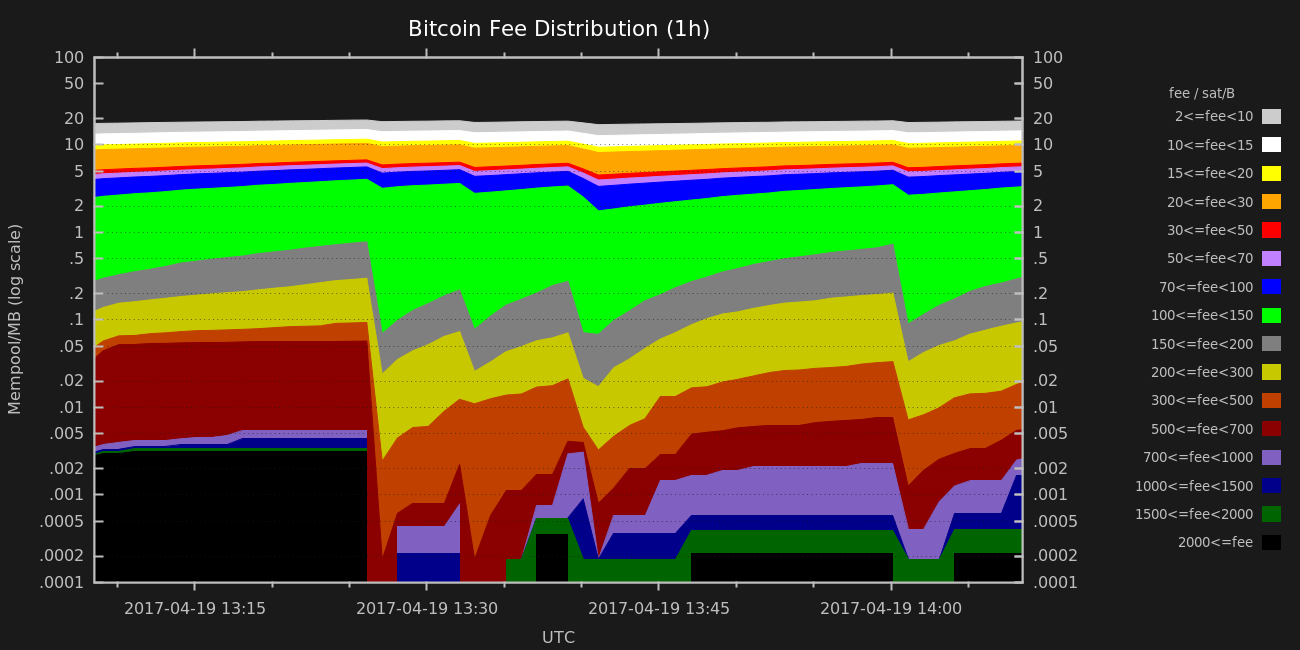 Bitcoin Fee Distribution (1h)
Mempool/MB (log scale)
100
50
20
10
5
2
1
.5
.2
.1
.05
.02
.01
.005
.002
.001
.0005
.0002
.0001
100
50
20
10
5
2
1
.5
.2
.1
.05
.02
.01
.005
.002
.001
.0005
.0002
.0001
2017-04-19 13:15
2017-04-19 13:30
2017-04-19 13:45
2017-04-19 14:00
UTC
fee / sat/B
2<=fee<10
10<=fee<15
15<=fee<20
20<=fee<30
30<=fee<50
50<=fee<70
70<=fee<100
100<=fee<150
150<=fee<200
200<=fee<300
300<=fee<500
500<=fee<700
700<=fee<1000
1000<=fee<1500
1500<=fee<2000
2000<=fee